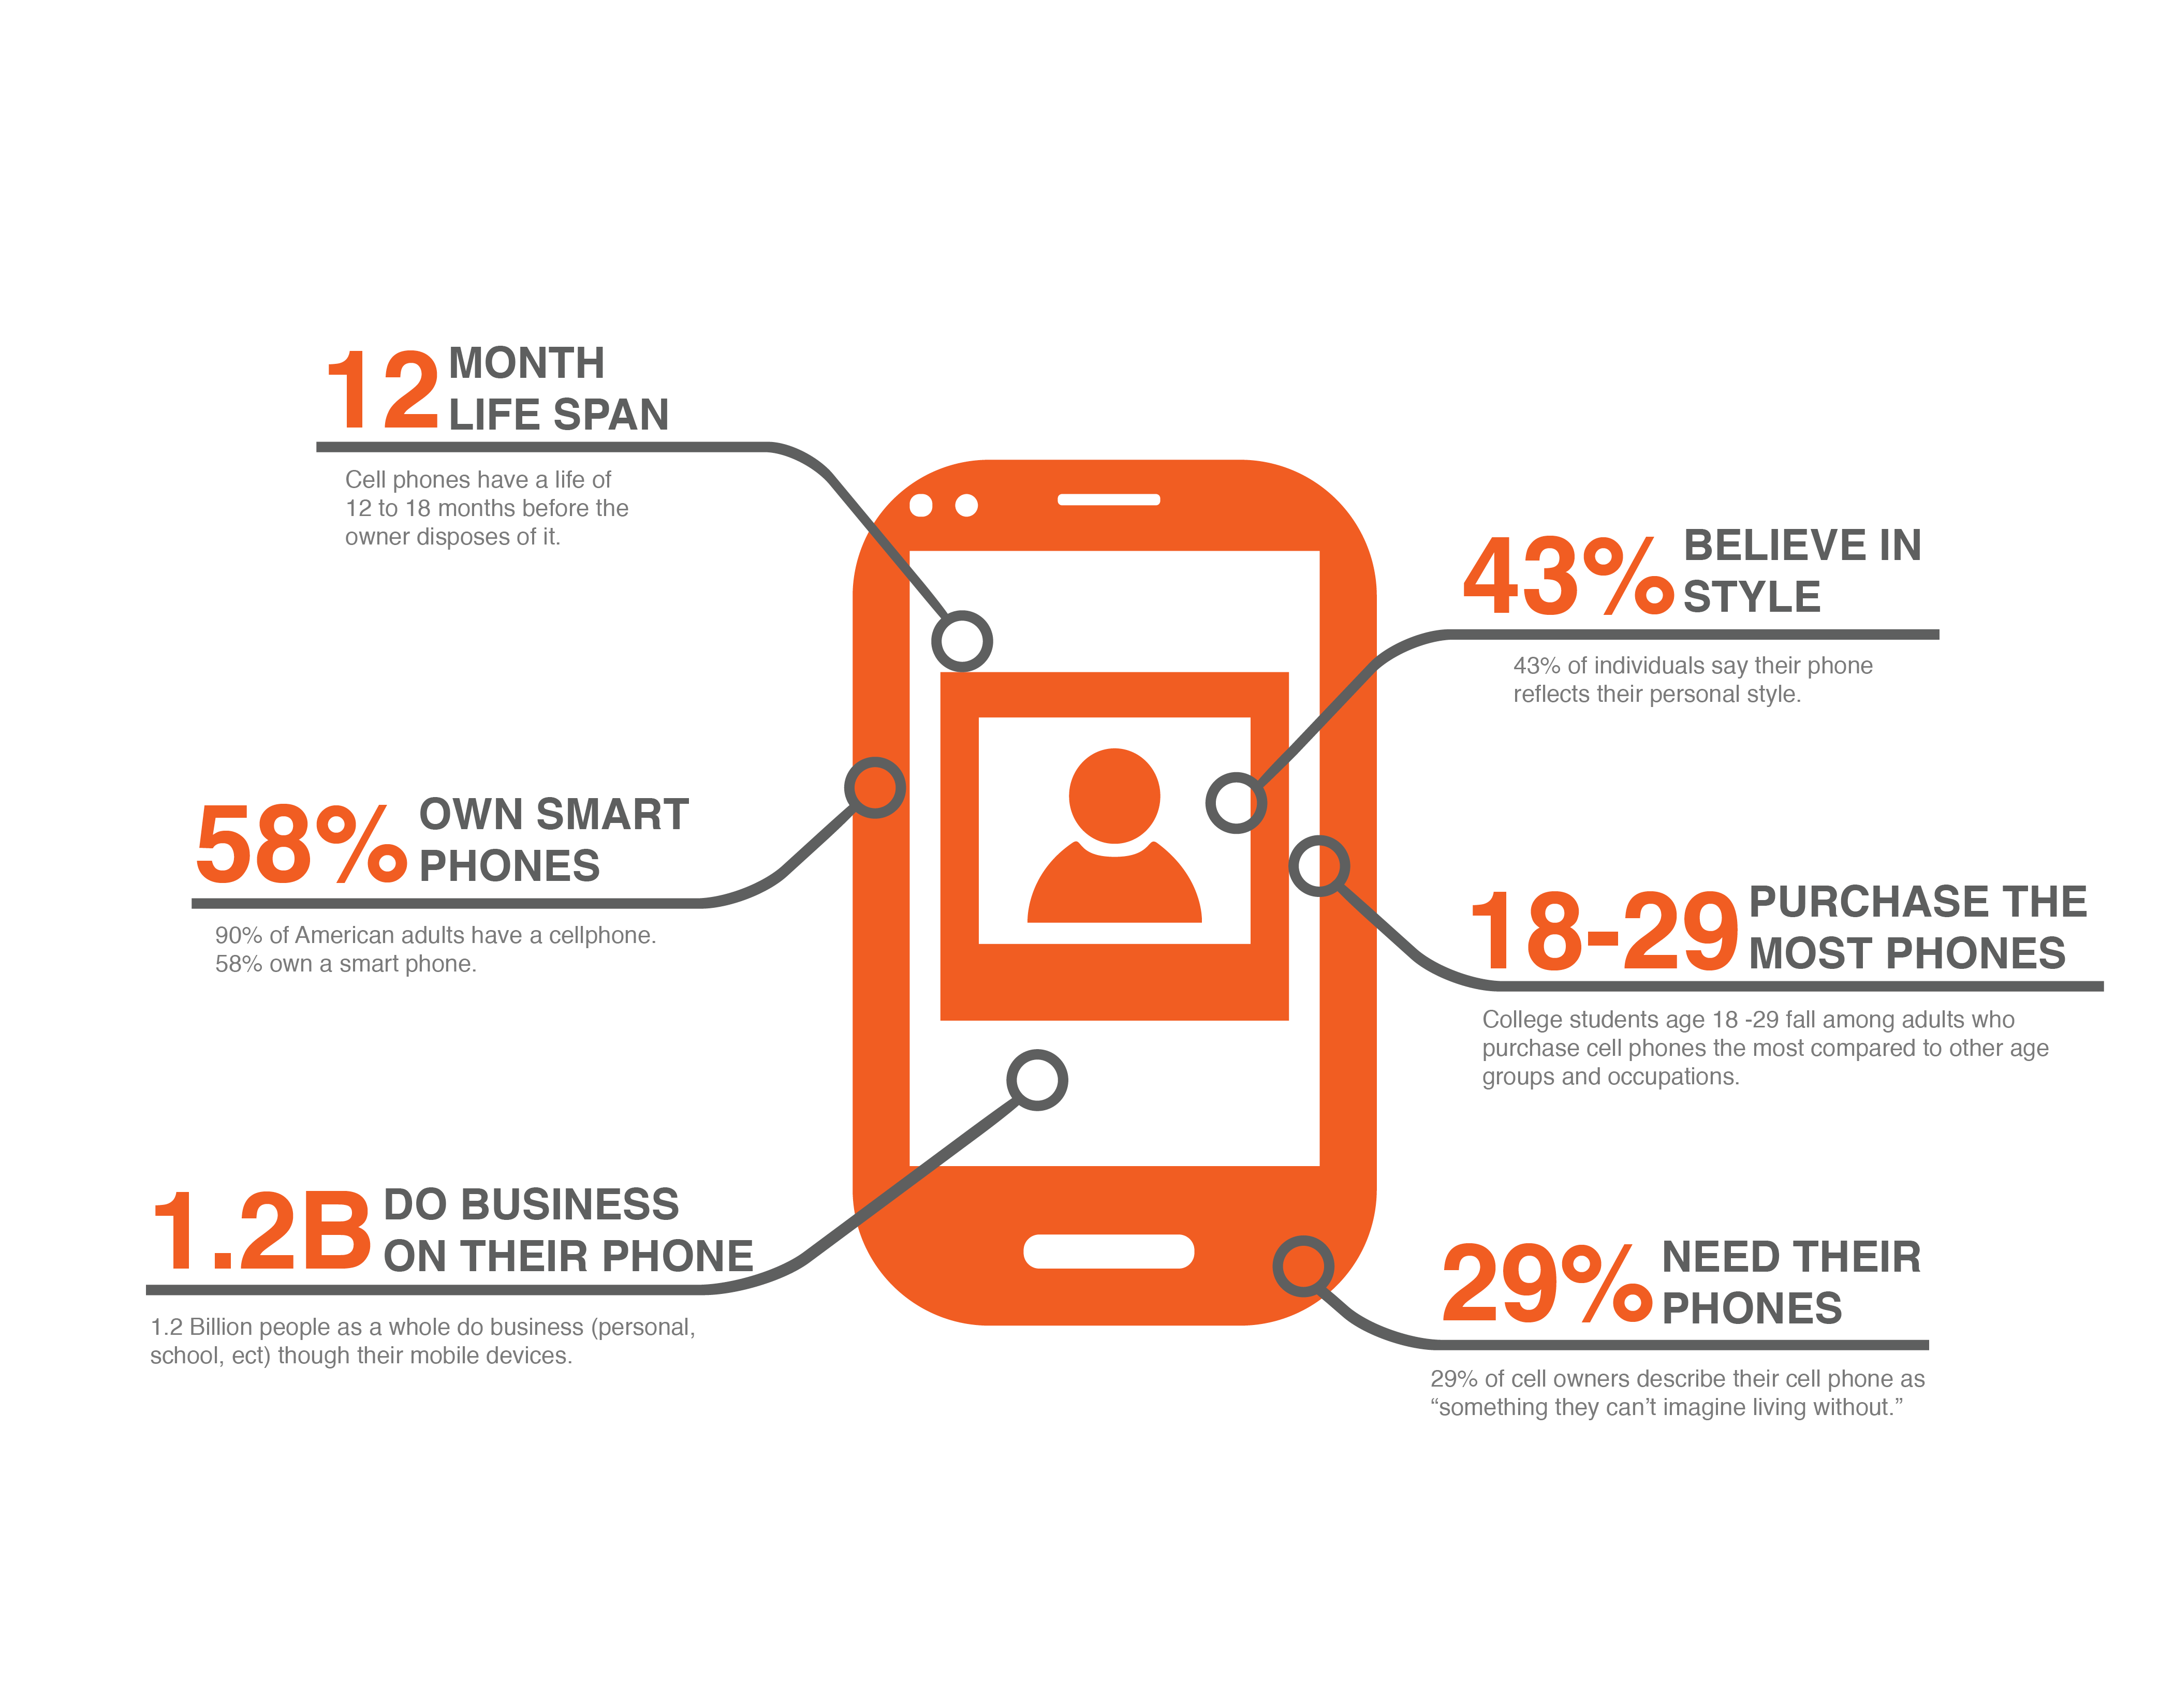 12 MONTH
LIFE SPAN
Cell phones have a life of
12 to 18 months before the
owner disposes of it.
58% OWN SMART
PHONES
90% of American adults have a cellphone.
58% own a smart phone.
1.2B DO BUSINESS
ON THEIR PHONE
1.2 Billion people as a whole do business (personal,
school, ect) though their mobile devices.
43% BELIEVE IN
STYLE
43% of individuals say their phone
reflects their personal style.
18-29 PURCHASE THE
MOST PHONES
College students age 18 -29 fall among adults who
purchase cell phones the most compared to other age
groups and occupations.
29% NEED THEIR
PHONES
29% of cell owners describe their cell phone as
“something they can’t imagine living without.”